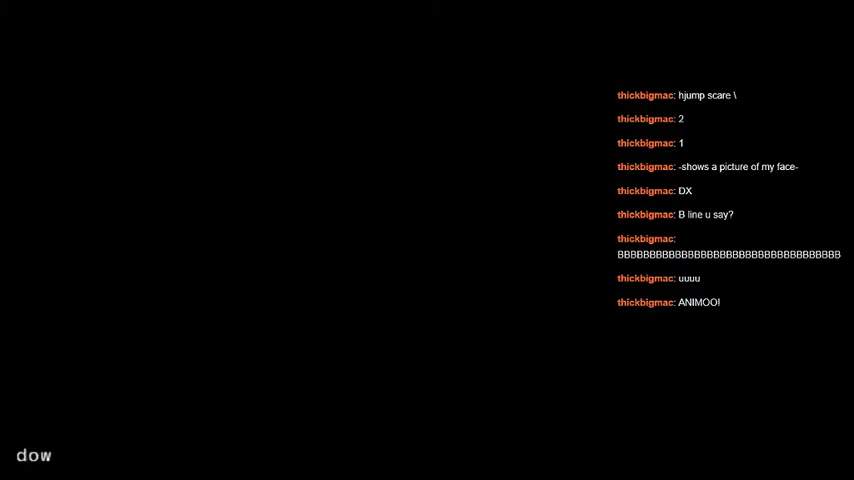 thickbigmac: hjump scare \
thickbigmac: 2
thickbigmac: 1
thickbigmac: -shows a picture of my face-
thickbigmac: DX
thickbigmac: B line u say?
thickbigmac:
BBBBBBBBBBBBBBBBBBBBBBBBBBBBBBBBBBB
thickbigmac: uuuu
thickbigmac: ANIMOO!
dow